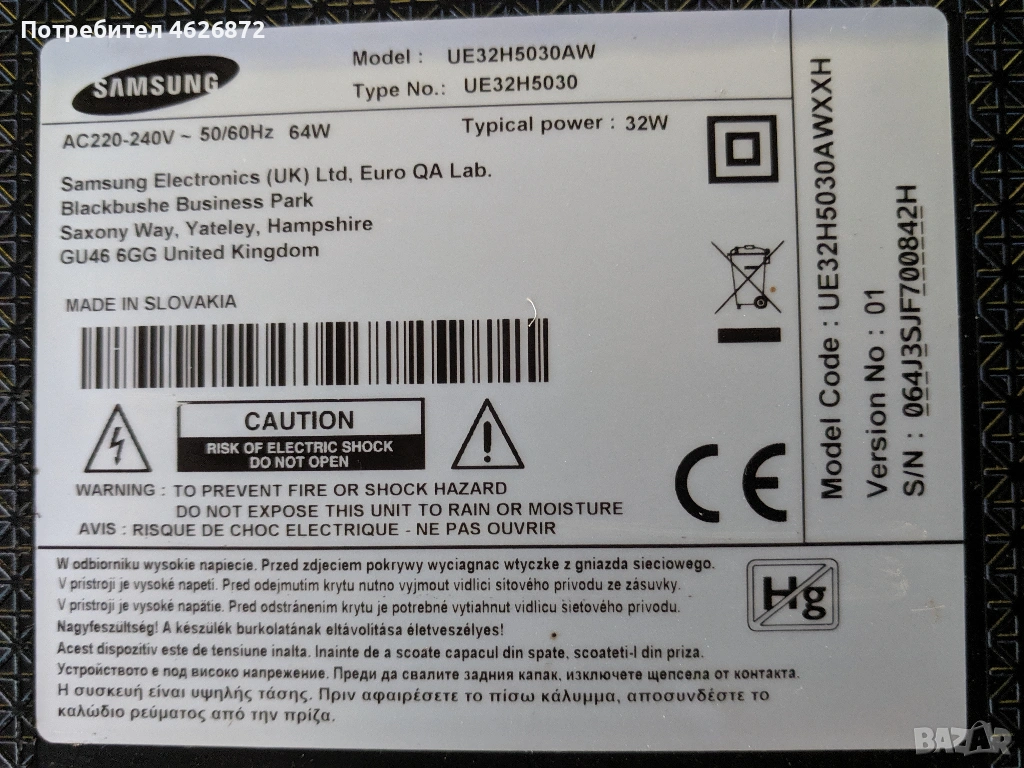 Потребител 4628872
SAMSUNG
Model : UE32H5030AW
Type No.: UE32H5030
AC220-240V ~ 50/60Hz 64W
Typical power : 32W
Samsung Electronics (UK) Ltd, Euro QA Lab.
Blackbushe Business Park
Saxony Way, Yateley, Hampshire
GU46 6GG United Kingdom
MADE IN SLOVAKIA
CAUTION
RISK OF ELECTRIC SHOCK
DO NOT OPEN
WARNING : TO PREVENT FIRE OR SHOCK HAZARD
DO NOT EXPOSE THIS UNIT TO RAIN OR MOISTURE
AVIS : RISQUE DE CHOC ELECTRIQUE - NE PAS OUVRIR
CE
Model Code : UE32H5030AWXXH
Version No : 01
S/N : 064J3SJF700842H
W odbiorniku wysokie napiecie. Przed zdjeciem pokrywy wyciagnac wtyczke z gniazda sieciowego.
V pristroji je vysoké napeti. Pred odejmutim krytu nutno vyjmout vidlici sitového privodu ze zásuvky.
V pristroji je vysoké napätie. Pred odstránením krytu je potrebné vytiahnut vidlicu sietového privodu.
Nagyfeszültség! A készülék burkolatának eltávolitása életveszélyes!
Acest dispozitiv este de tensiune inalta. Inainte de a scoate capacul din spate, scoateti-l din priza.
Устройството е под високо напрежение. Преди да свалите задния капак, изключете щепсела от контакта.
Η συσκευή είναι υψηλής τάσης. Πριν αφαιρέσετε το πίσω κάλυμμα, αποσυνδέστε το
καλώδιο ρεύματος από την πρίζα.
Hg
BAZAR